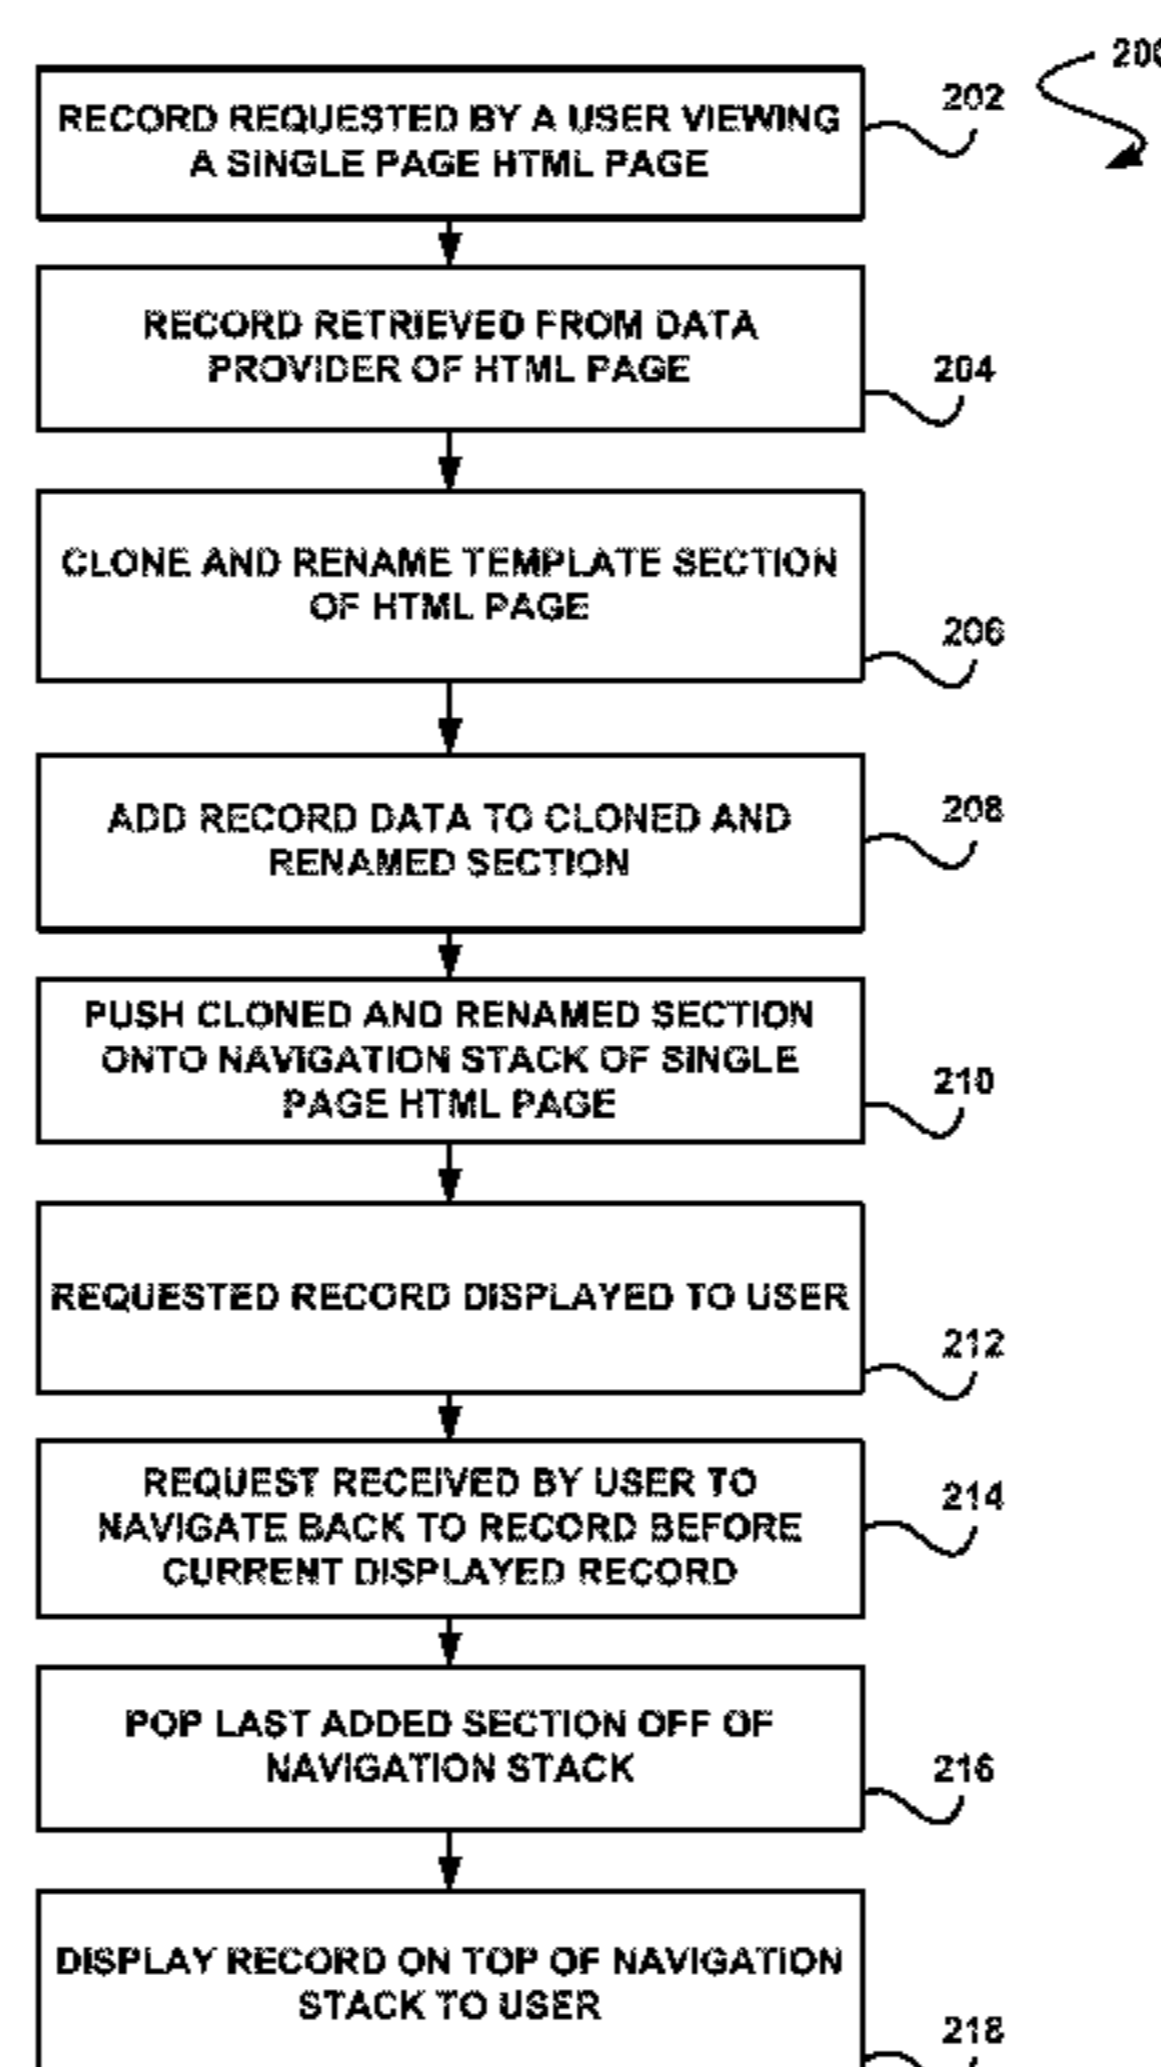 200
RECORD REQUESTED BY A USER VIEWING
A SINGLE PAGE HTML PAGE
202
RECORD RETRIEVED FROM DATA
PROVIDER OF HTML PAGE
204
CLONE AND RENAME TEMPLATE SECTION
OF HTML PAGE
206
ADD RECORD DATA TO CLONED AND
RENAMED SECTION
208
PUSH CLONED AND RENAMED SECTION
ONTO NAVIGATION STACK OF SINGLE
PAGE HTML PAGE
210
REQUESTED RECORD DISPLAYED TO USER
212
REQUEST RECEIVED BY USER TO
NAVIGATE BACK TO RECORD BEFORE
CURRENT DISPLAYED RECORD
214
POP LAST ADDED SECTION OFF OF
NAVIGATION STACK
216
DISPLAY RECORD ON TOP OF NAVIGATION
STACK TO USER
218